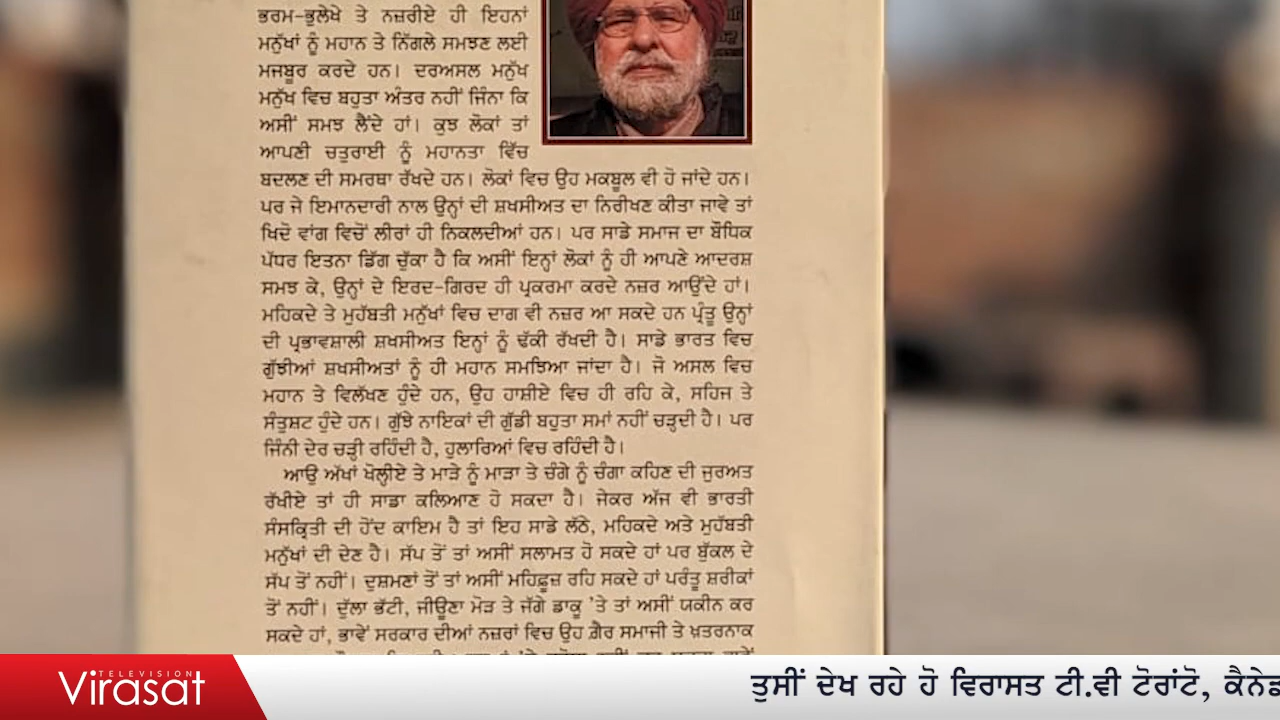 ਭਰਮ-ਭੁਲੇਖੇ ਤੇ ਨਜ਼ਰੀਏ ਹੀ ਇਹਨਾਂ
ਮਨੁੱਖਾਂ ਨੂੰ ਮਹਾਨ ਤੇ ਨਿੱਗਲੇ ਸਮਝਣ ਲਈ
ਮਜਬੂਰ ਕਰਦੇ ਹਨ। ਦਰਅਸਲ ਮਨੁੱਖ
ਮਨੁੱਖ ਵਿਚ ਬਹੁਤਾ ਅੰਤਰ ਨਹੀਂ ਜਿੰਨਾ ਕਿ
ਅਸੀਂ ਸਮਝ ਲੈਂਦੇ ਹਾਂ। ਕੁਝ ਲੋਕਾਂ ਤਾਂ
ਆਪਣੀ ਚਤੁਰਾਈ ਨੂੰ ਮਹਾਨਤਾ ਵਿੱਚ
ਬਦਲਣ ਦੀ ਸਮਰਥਾ ਰੱਖਦੇ ਹਨ। ਲੋਕਾਂ ਵਿਚ ਉਹ ਮਕਬੂਲ ਵੀ ਹੋ ਜਾਂਦੇ ਹਨ।
ਪਰ ਜੇ ਇਮਾਨਦਾਰੀ ਨਾਲ ਉਨ੍ਹਾਂ ਦੀ ਸ਼ਖਸੀਅਤ ਦਾ ਨਿਰੀਖਣ ਕੀਤਾ ਜਾਵੇ ਤਾਂ
ਖਿਦੋ ਵਾਂਗ ਵਿਚੋਂ ਲੀਰਾਂ ਹੀ ਨਿਕਲਦੀਆਂ ਹਨ। ਪਰ ਸਾਡੇ ਸਮਾਜ ਦਾ ਬੌਧਿਕ
ਪੱਧਰ ਇਤਨਾ ਡਿੱਗ ਚੁੱਕਾ ਹੈ ਕਿ ਅਸੀਂ ਇਨ੍ਹਾਂ ਲੋਕਾਂ ਨੂੰ ਹੀ ਆਪਣੇ ਆਦਰਸ਼
ਸਮਝ ਕੇ, ਉਨ੍ਹਾਂ ਦੇ ਇਰਦ-ਗਿਰਦ ਹੀ ਪ੍ਰਕਰਮਾ ਕਰਦੇ ਨਜ਼ਰ ਆਉਂਦੇ ਹਾਂ।
ਮਹਿਕਦੇ ਤੇ ਮੁਹੱਬਤੀ ਮਨੁੱਖਾਂ ਵਿਚ ਦਾਗ ਵੀ ਨਜ਼ਰ ਆ ਸਕਦੇ ਹਨ ਪ੍ਰੰਤੂ ਉਨ੍ਹਾਂ
ਦੀ ਪ੍ਰਭਾਵਸ਼ਾਲੀ ਸ਼ਖਸੀਅਤ ਇਨ੍ਹਾਂ ਨੂੰ ਢੱਕੀ ਰੱਖਦੀ ਹੈ। ਸਾਡੇ ਭਾਰਤ ਵਿਚ
ਗੁੱਝੀਆਂ ਸ਼ਖਸੀਅਤਾਂ ਨੂੰ ਹੀ ਮਹਾਨ ਸਮਝਿਆ ਜਾਂਦਾ ਹੈ। ਜੋ ਅਸਲ ਵਿਚ
ਮਹਾਨ ਤੇ ਵਿਲੱਖਣ ਹੁੰਦੇ ਹਨ, ਉਹ ਹਾਸ਼ੀਏ ਵਿਚ ਹੀ ਰਹਿ ਕੇ, ਸਹਿਜ ਤੇ
ਸੰਤੁਸ਼ਟ ਹੁੰਦੇ ਹਨ। ਗੁੱਝੇ ਨਾਇਕਾਂ ਦੀ ਗੁੱਡੀ ਬਹੁਤਾ ਸਮਾਂ ਨਹੀਂ ਚੜ੍ਹਦੀ ਹੈ। ਪਰ
ਜਿੰਨੀ ਦੇਰ ਚੜ੍ਹੀ ਰਹਿੰਦੀ ਹੈ, ਹੁਲਾਰਿਆਂ ਵਿਚ ਰਹਿੰਦੀ ਹੈ।
ਆਉ ਅੱਖਾਂ ਖੋਲ੍ਹੀਏ ਤੇ ਮਾੜੇ ਨੂੰ ਮਾੜਾ ਤੇ ਚੰਗੇ ਨੂੰ ਚੰਗਾ ਕਹਿਣ ਦੀ ਜੁਰਅਤ
ਰੱਖੀਏ ਤਾਂ ਹੀ ਸਾਡਾ ਕਲਿਆਣ ਹੋ ਸਕਦਾ ਹੈ। ਜੇਕਰ ਅੱਜ ਵੀ ਭਾਰਤੀ
ਸੰਸਕ੍ਰਿਤੀ ਦੀ ਹੋਂਦ ਕਾਇਮ ਹੈ ਤਾਂ ਇਹ ਸਾਡੇ ਲੱਠੇ, ਮਹਿਕਦੇ ਅਤੇ ਮੁਹੱਬਤੀ
ਮਨੁੱਖਾਂ ਦੀ ਦੇਣ ਹੈ। ਸੱਪ ਤੋਂ ਤਾਂ ਅਸੀਂ ਸਲਾਮਤ ਹੋ ਸਕਦੇ ਹਾਂ ਪਰ ਬੁੱਕਲ ਦੇ
ਸੱਪ ਤੋਂ ਨਹੀਂ। ਦੁਸ਼ਮਣਾਂ ਤੋਂ ਤਾਂ ਅਸੀਂ ਮਹਿਫ਼ੂਜ਼ ਰਹਿ ਸਕਦੇ ਹਾਂ ਪਰੰਤੂ ਸ਼ਰੀਕਾਂ
ਤੋਂ ਨਹੀਂ। ਦੁੱਲਾ ਭੱਟੀ, ਜੀਊਣਾ ਮੋੜ ਤੇ ਜੱਗੇ ਡਾਕੂ 'ਤੇ ਤਾਂ ਅਸੀਂ ਯਕੀਨ ਕਰ
ਸਕਦੇ ਹਾਂ, ਭਾਵੇਂ ਸਰਕਾਰ ਦੀਆਂ ਨਜ਼ਰਾਂ ਵਿਚ ਉਹ ਗ਼ੈਰ ਸਮਾਜੀ ਤੇ ਖ਼ਤਰਨਾਕ
TELEVISION
Virasat
ਤੁਸੀਂ ਦੇਖ ਰਹੇ ਹੋ ਵਿਰਾਸਤ ਟੀ.ਵੀ ਟੋਰਾਂਟੋ,